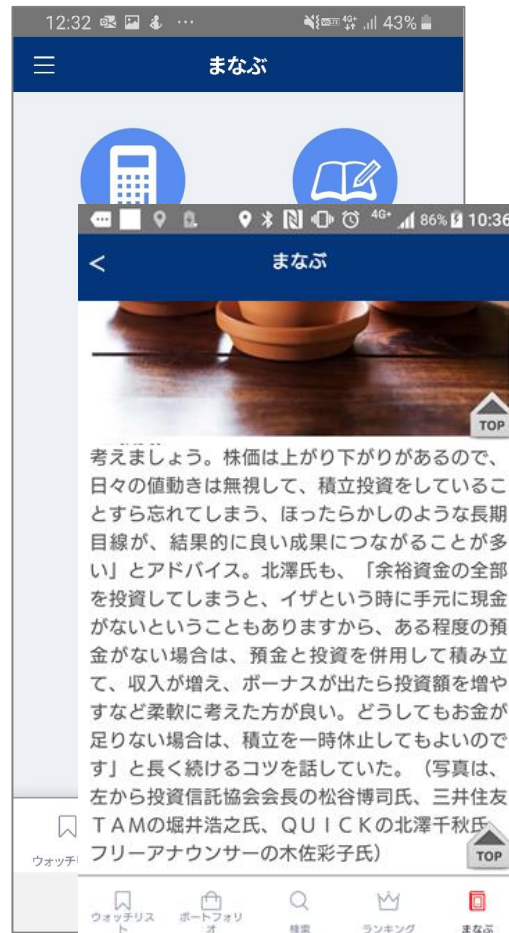 12:32
4G+
43%
まなぶ
4G+
86%
10:36
<
まなぶ
TOP
考えましょう。株価は上がり下がりがあるので、
日々の値動きは無視して、積立投資をしているこ
とすら忘れてしまう、ほったらかしのような長期
目線が、結果的に良い成果につながることが多
い」とアドバイス。北澤氏も、「余裕資金の全部
を投資してしまうと、イザという時に手元に現金
がないということもありますから、ある程度の預
金がない場合は、預金と投資を併用して積み立
て、収入が増え、ボーナスが出たら投資額を増や
すなど柔軟に考えた方が良い。どうしてもお金が
足りない場合は、積立を一時休止してもよいので
す」と長く続けるコツを話していた。（写真は、
左から投資信託協会会長の松谷博司氏、三井住友
ＴＡＭの堀井浩之氏、ＱＵＩＣＫの北澤千秋氏
フリーアナウンサーの木佐彩子氏）
TOP
ウォッチ
ウォッチリス
ト
ポートフォリ
オ
検索
ランキング
まなぶ